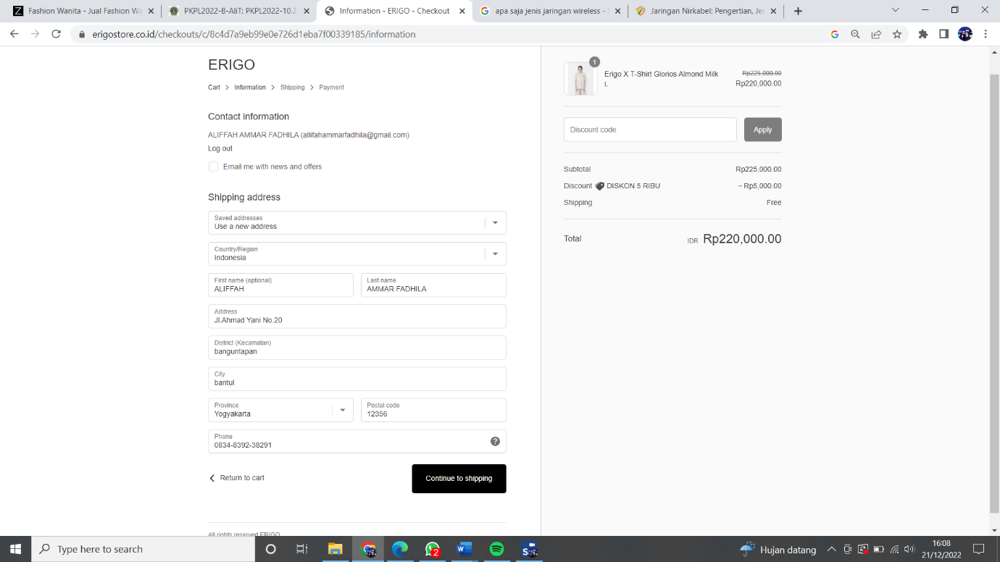 Fashion Wanita - Jual Fashion Wa
PKPL2022-B-AliT: PKPL2022-10.2
Information - ERIGO - Checkout
apa saja jenis jaringan wireless -
Jaringan Nirkabel: Pengertian, Je
erigostore.co.id/checkouts/c/8c4d7a9eb99e0e726d1eba7f00339185/information
ERIGO
Cart > Information > Shipping > Payment
Contact information
ALIFFAH AMMAR FADHILA (allifahammarfadhila@gmail.com)
Log out
Email me with news and offers
Shipping address
Saved addresses
Use a new address
Country/Region
Indonesia
First name (optional)
ALIFFAH
Last name
AMMAR FADHILA
Address
Jl.Ahmad Yani No.20
District (Kecamatan)
banguntapan
City
bantul
Province
Yogyakarta
Postal code
12356
Phone
0834-8392-38291
Return to cart
Continue to shipping
All rights reserved ERIGO
1
Erigo X T-Shirt Glorios Almond Milk
L
Rp225,000.00
Rp220,000.00
Discount code
Apply
Subtotal Rp225,000.00
Discount DISKON 5 RIBU − Rp5,000.00
Shipping Free
Total IDR Rp220,000.00
Type here to search
2
Hujan datang
16:08
21/12/2022